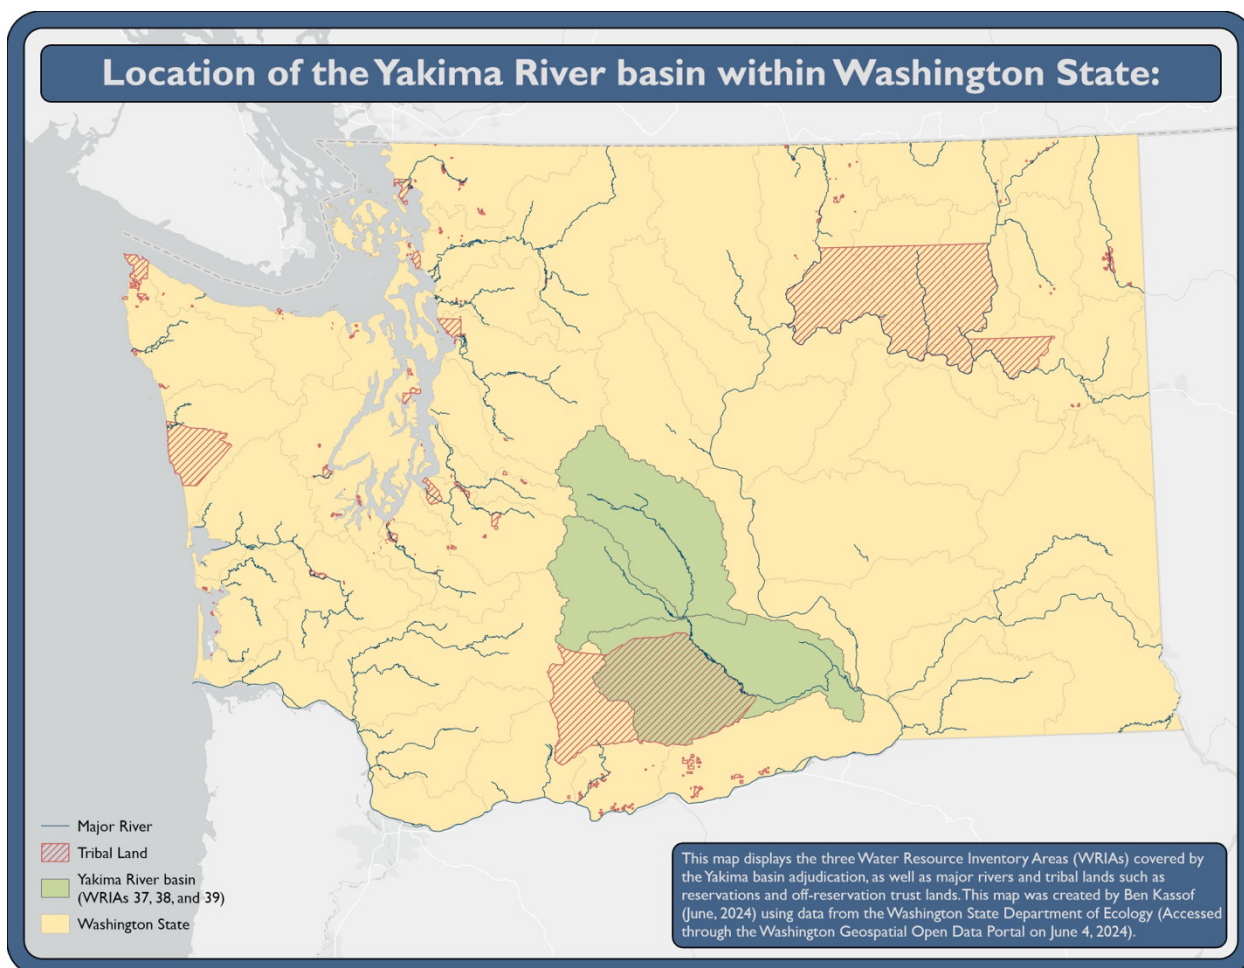 Location of the Yakima River basin within Washington State:
Major River
Tribal Land
Yakima River basin
(WRIAs 37, 38, and 39)
Washington State
This map displays the three Water Resource Inventory Areas (WRIAs) covered by
the Yakima basin adjudication, as well as major rivers and tribal lands such as
reservations and off-reservation trust lands. This map was created by Ben Kassof
(June, 2024) using data from the Washington State Department of Ecology (Accessed
through the Washington Geospatial Open Data Portal on June 4, 2024).